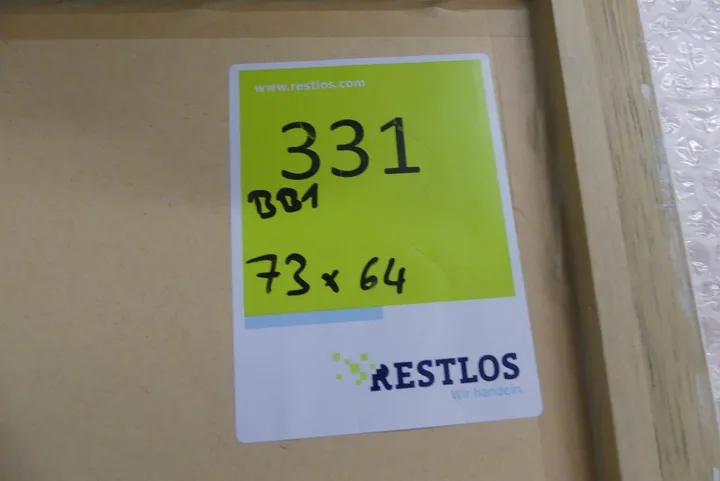 www.restlos.com
331
BB1
73 x 64
RESTLOS
Wir handeln.